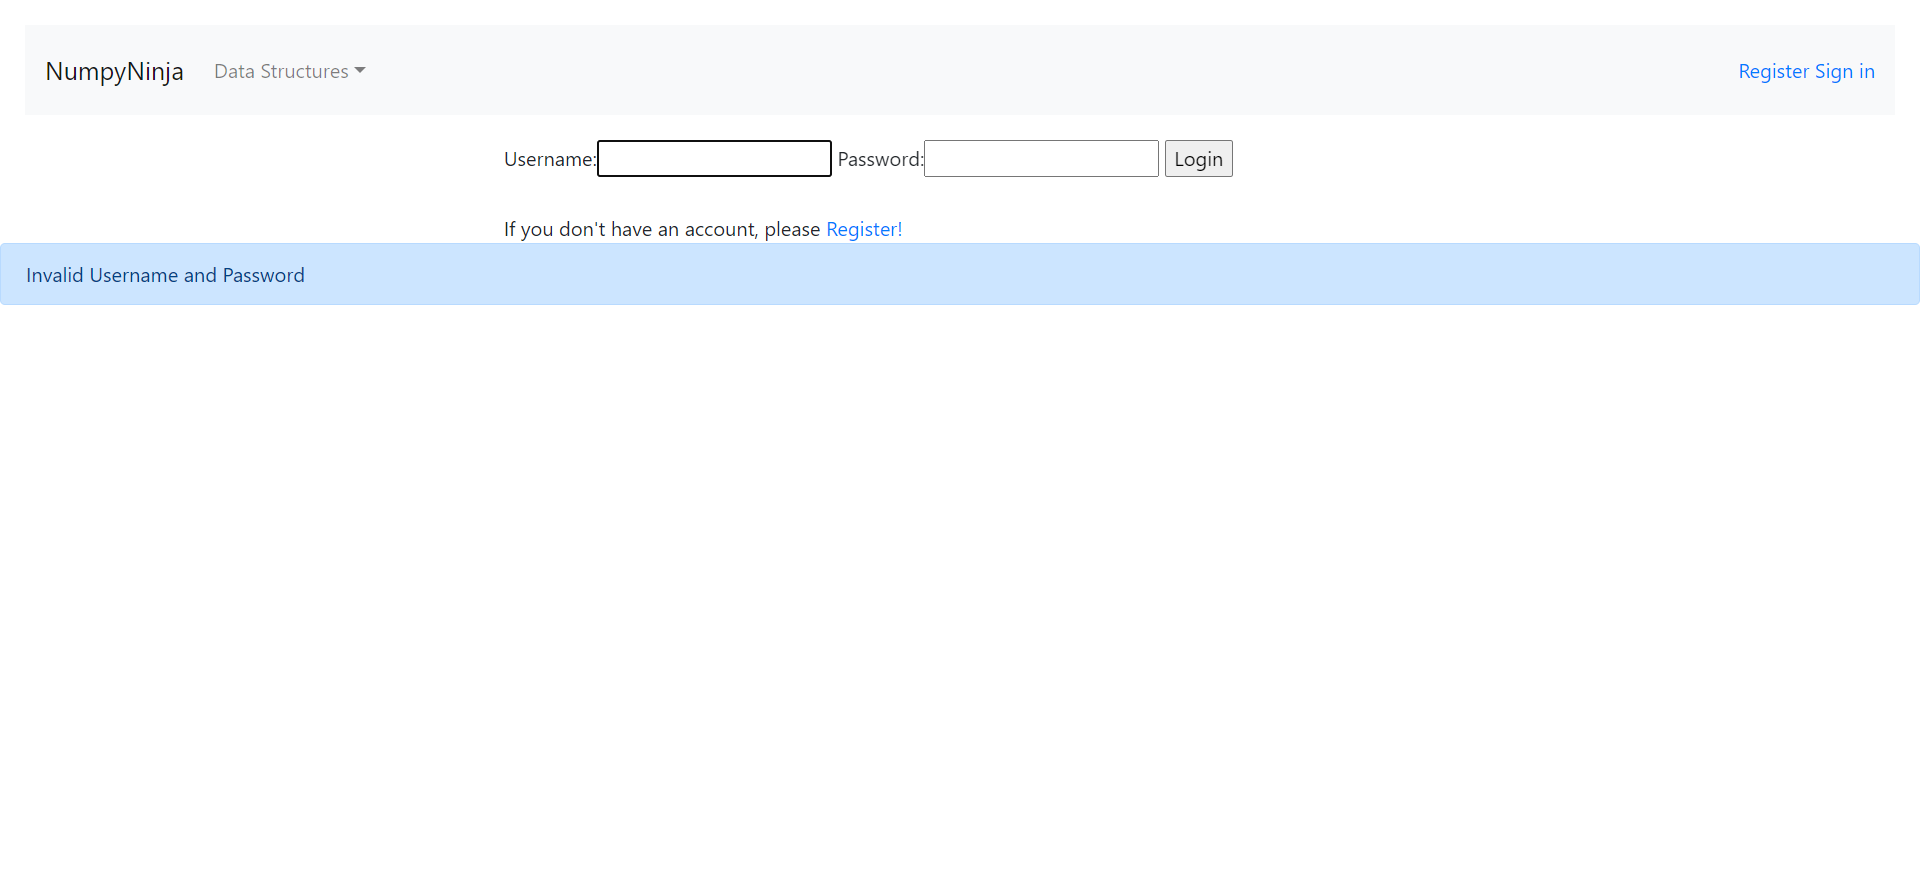 NumpyNinja Data Structures Register Sign in
Username: Password: Login
If you don't have an account, please Register!
Invalid Username and Password